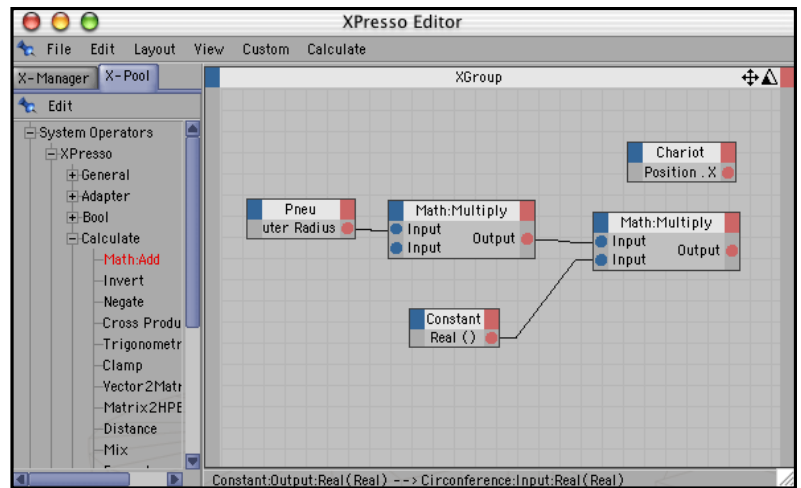 XPresso Editor
File Edit Layout View Custom Calculate
X-Manager X-Pool
XGroup
Edit
System Operators
XPresso
General
Adapter
Bool
Calculate
Math:Add
Invert
Negate
Cross Produ
Trigonometr
Clamp
Vector2Matr
Matrix2HPB
Distance
Mix
Chariot
Position . X
Pneu
uter Radius
Math:Multiply
Input
Input
Output
Math:Multiply
Input
Input
Output
Constant
Real ()
Constant:Output:Real(Real) --> Circonference:Input:Real(Real)